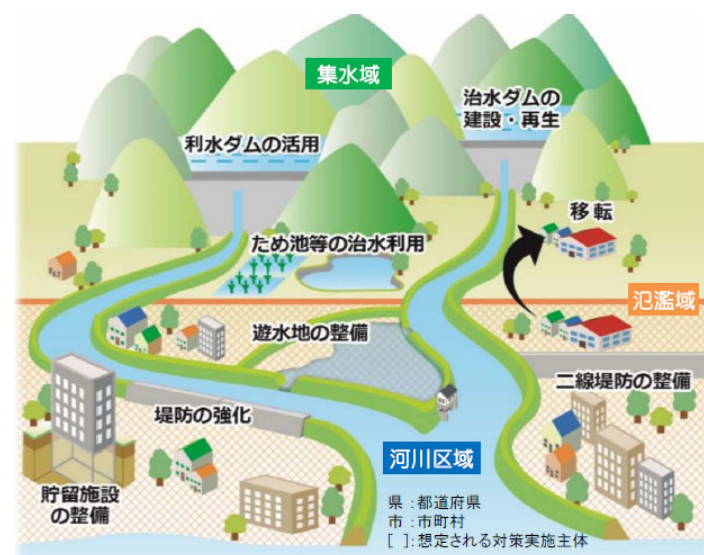 集水域
治水ダムの
建設・再生
利水ダムの活用
移転
ため池等の治水利用
氾濫域
遊水地の整備
二線堤防の整備
堤防の強化
河川区域
貯留施設
の整備
県：都道府県
市：市町村
[　]：想定される対策実施主体